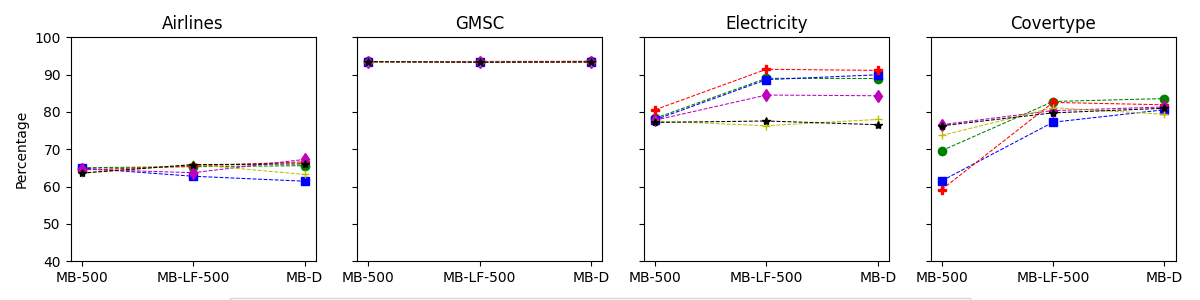 Airlines
GMSC
Electricity
Covertype
Percentage
100
90
80
70
60
50
40
MB-500 MB-LF-500 MB-D
MB-500 MB-LF-500 MB-D
MB-500 MB-LF-500 MB-D
MB-500 MB-LF-500 MB-D